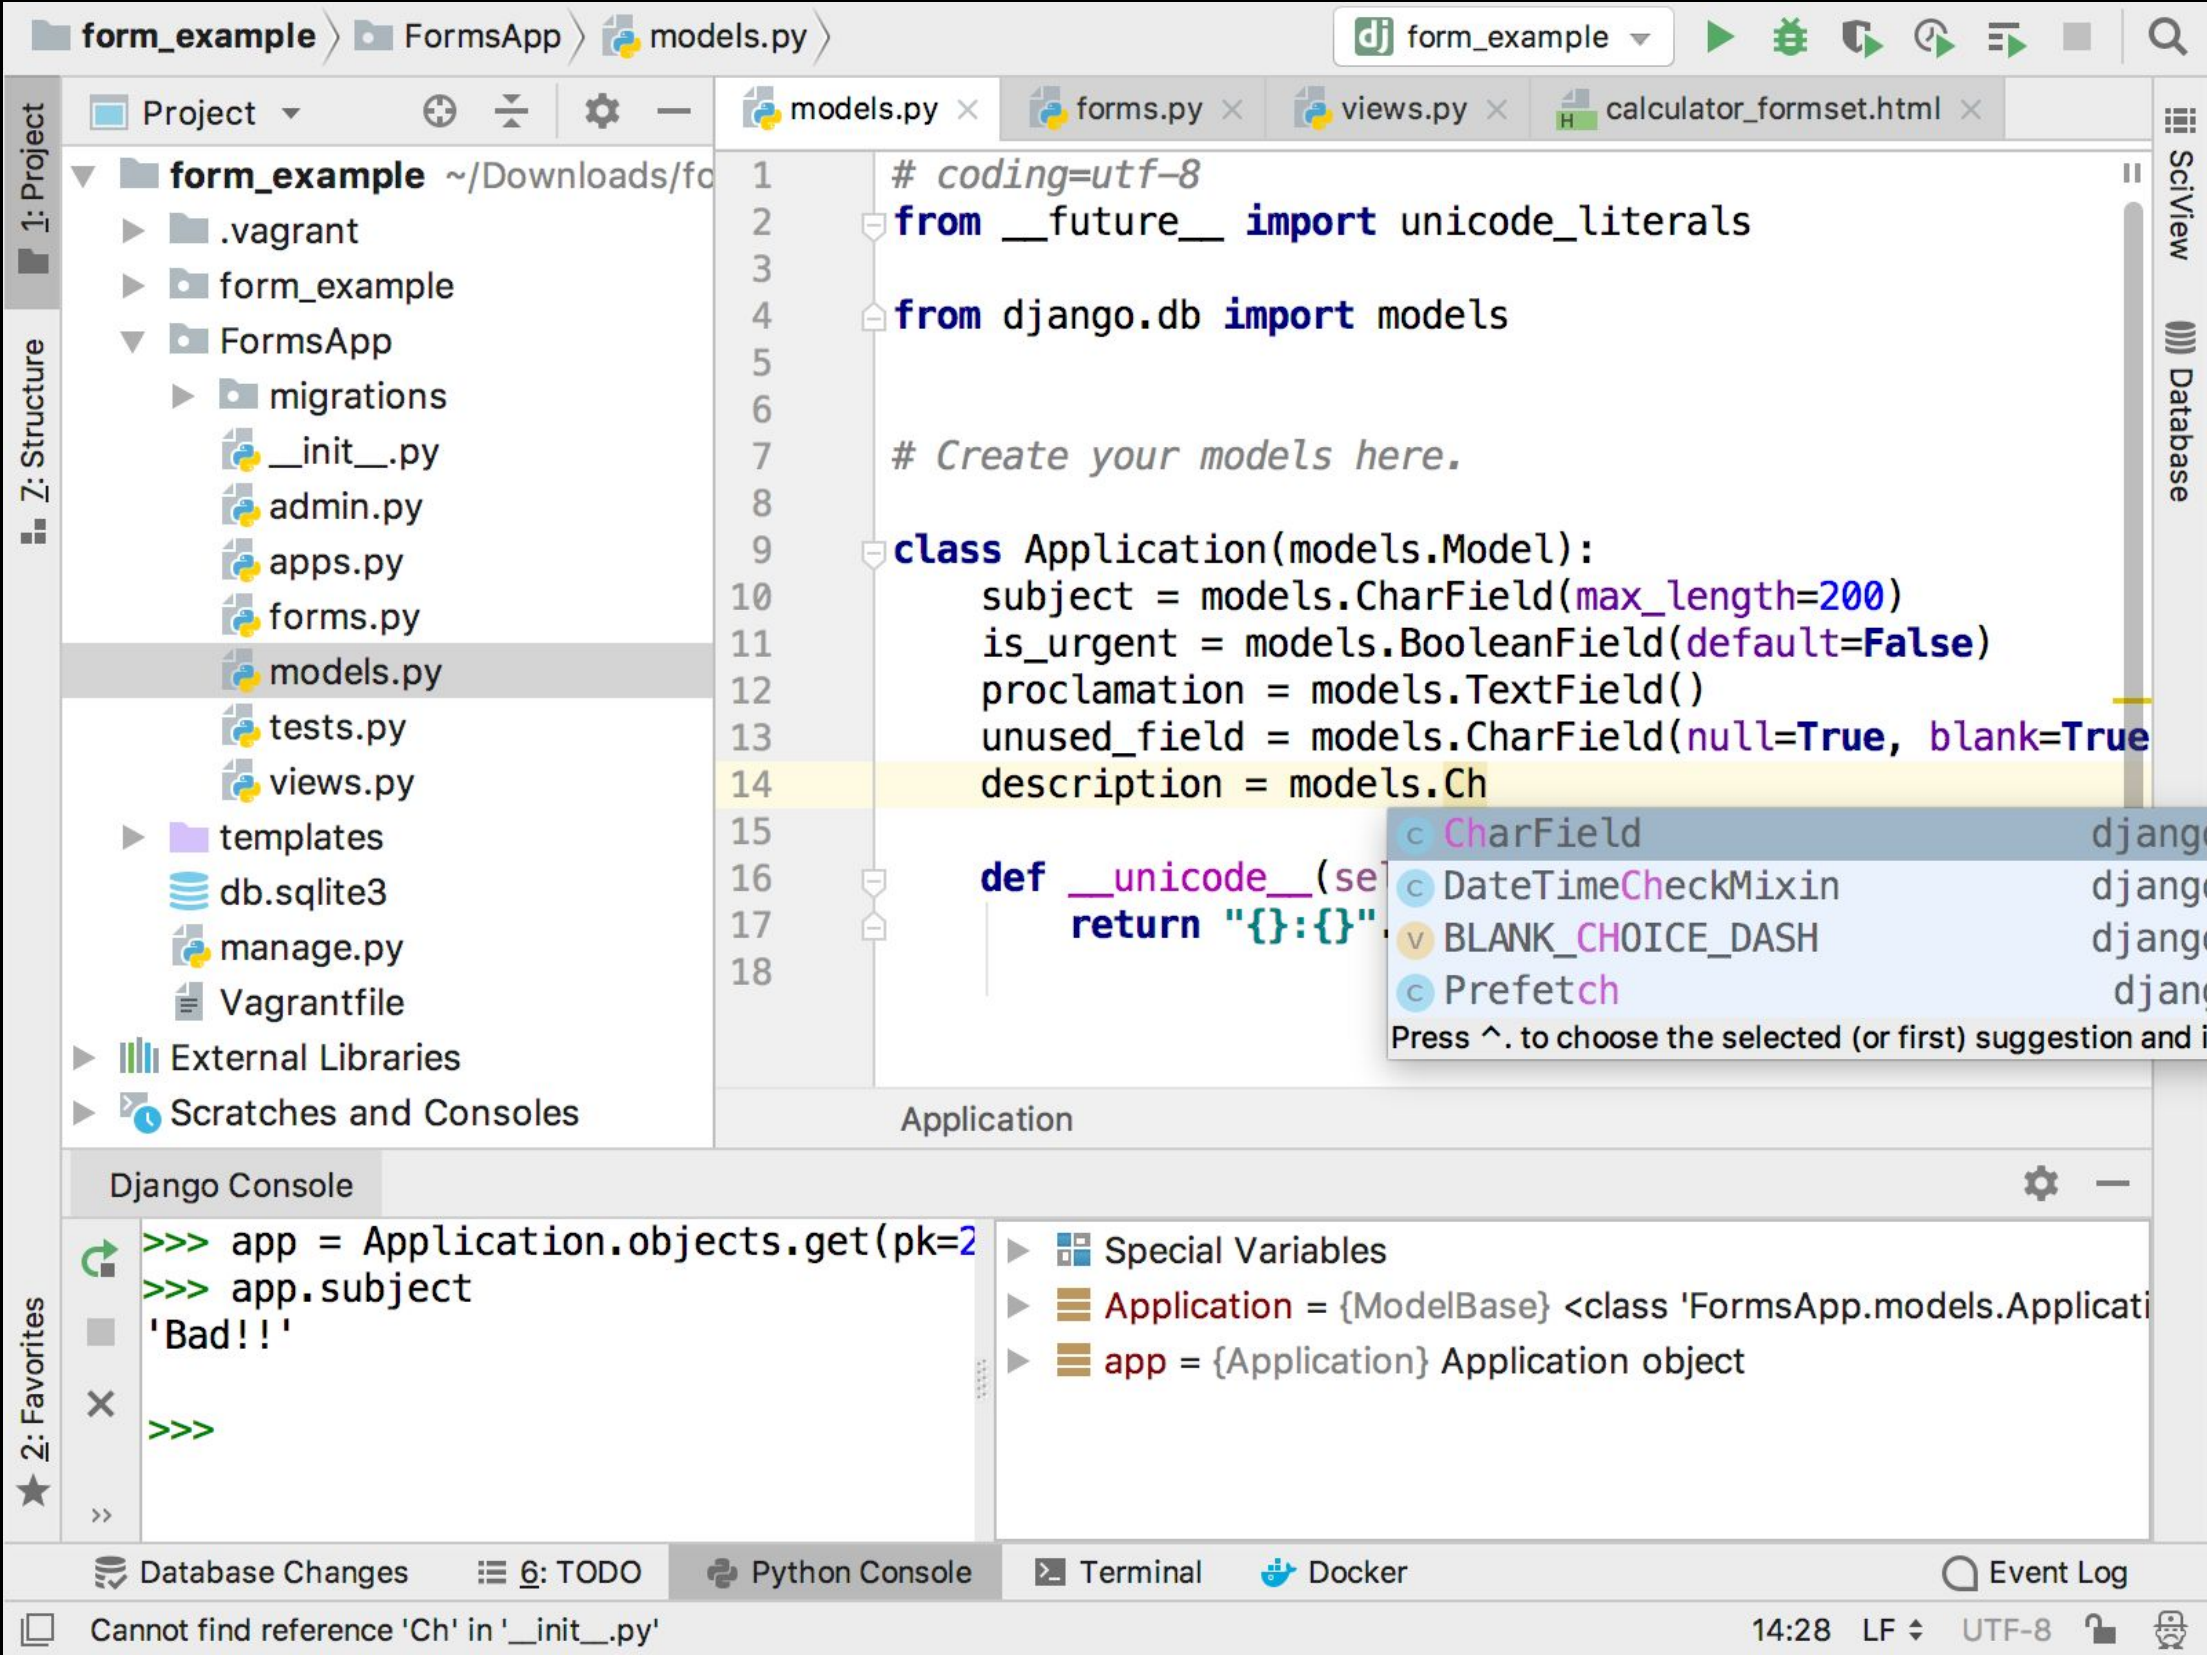 form_example FormsApp models.py
form_example
1: Project
7: Structure
2: Favorites
Project
form_example ~/Downloads/fo
.vagrant
form_example
FormsApp
migrations
__init__.py
admin.py
apps.py
forms.py
models.py
tests.py
views.py
templates
db.sqlite3
manage.py
Vagrantfile
External Libraries
Scratches and Consoles
models.py forms.py views.py calculator_formset.html
1 # coding=utf-8
2 from __future__ import unicode_literals
3
4 from django.db import models
5
6
7 # Create your models here.
8
9 class Application(models.Model):
10 subject = models.CharField(max_length=200)
11 is_urgent = models.BooleanField(default=False)
12 proclamation = models.TextField()
13 unused_field = models.CharField(null=True, blank=True
14 description = models.Ch
15
16 def __unicode__(sel
17 return "{}:{}".
18
CharField django
DateTimeCheckMixin django
BLANK_CHOICE_DASH django
Prefetch djang
Press ^. to choose the selected (or first) suggestion and i
Application
SciView
Database
Django Console
>>> app = Application.objects.get(pk=2
>>> app.subject
'Bad!!'
>>>
Special Variables
Application = {ModelBase} <class 'FormsApp.models.Applicati
app = {Application} Application object
Database Changes 6: TODO Python Console Terminal Docker Event Log
Cannot find reference 'Ch' in '__init__.py' 14:28 LF UTF-8